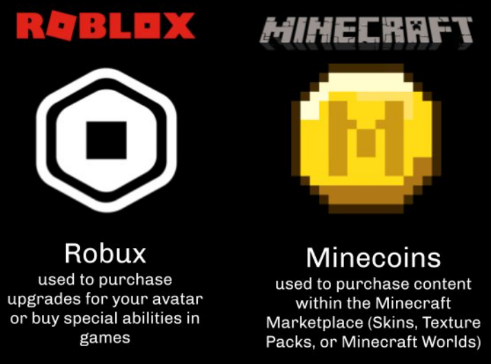 ROBLOX
MINECRAFT
M
Robux
used to purchase
upgrades for your avatar
or buy special abilities in
games
Minecoins
used to purchase content
within the Minecraft
Marketplace (Skins, Texture
Packs, or Minecraft Worlds)